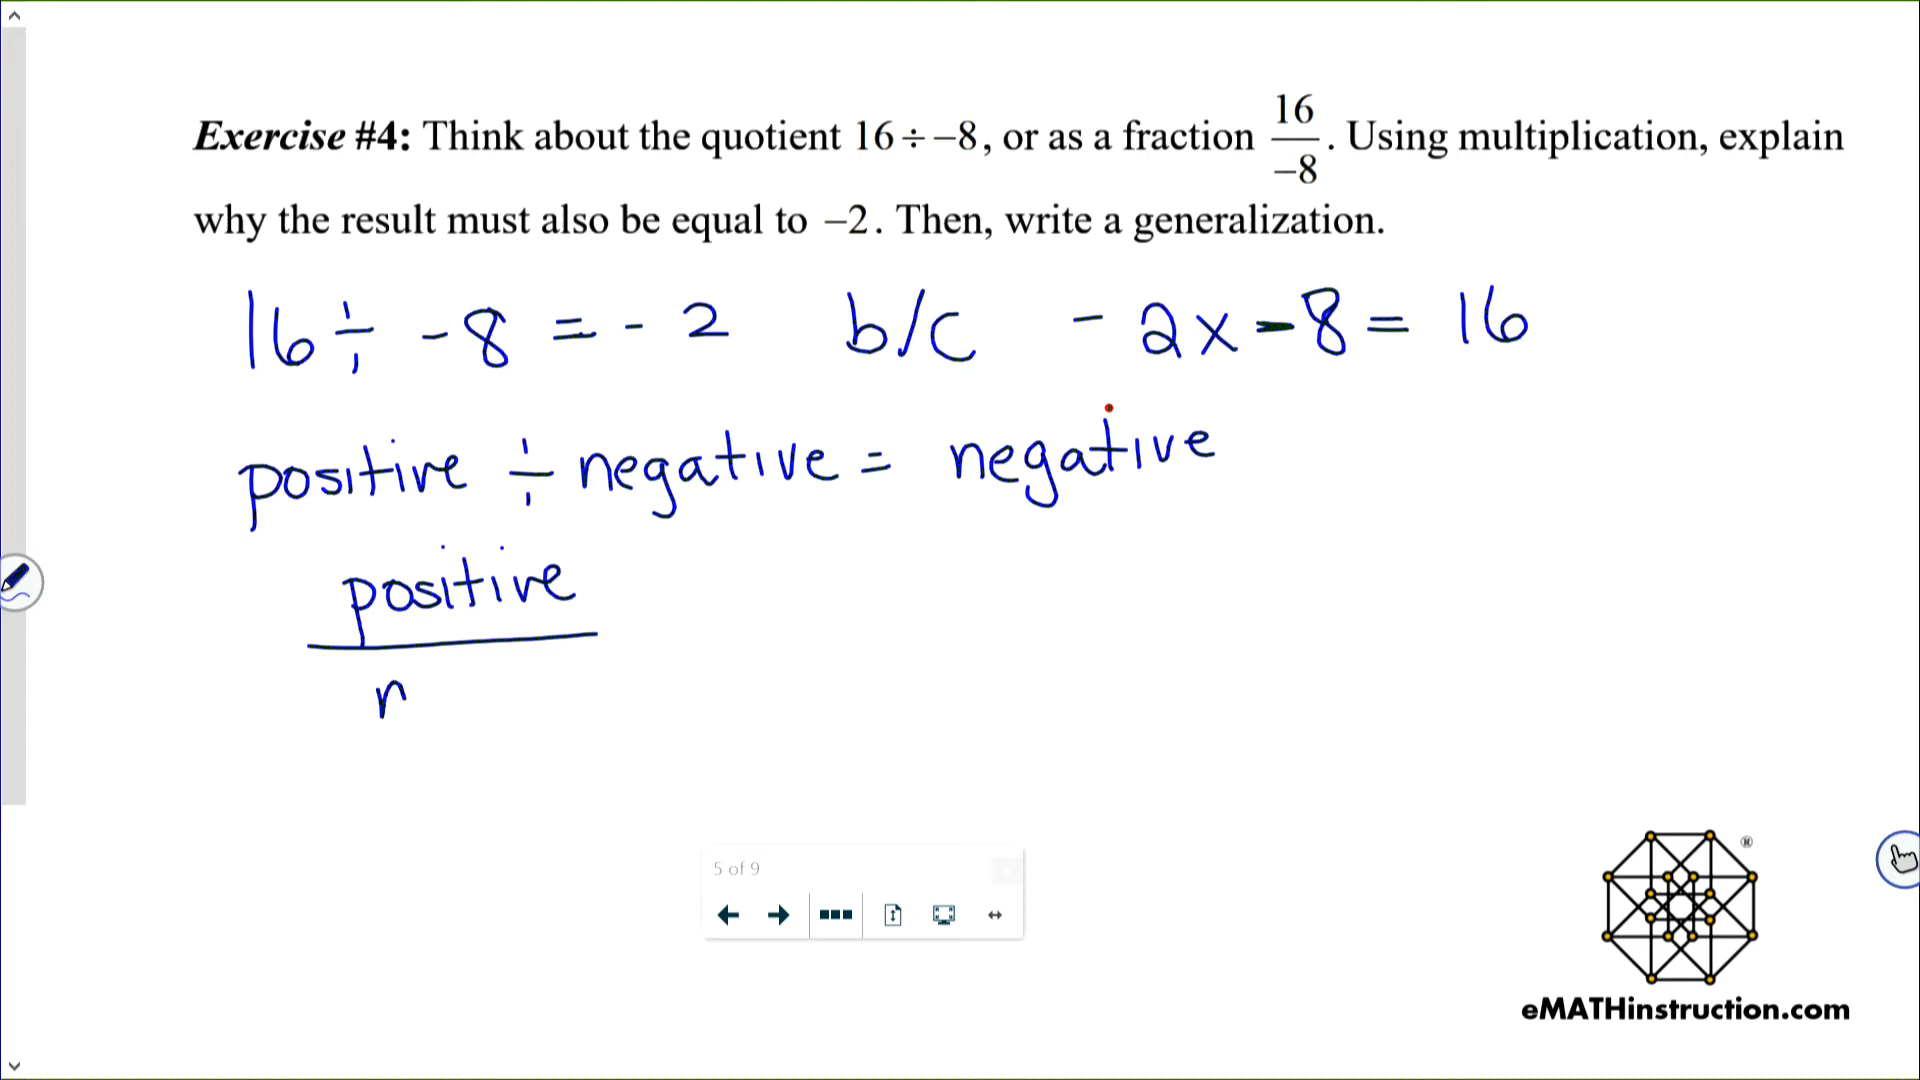 Exercise #4: Think about the quotient 16 ÷ −8, or as a fraction 16/−8. Using multiplication, explain
why the result must also be equal to −2. Then, write a generalization.
16 ÷ - 8 = - 2 b/c - 2 x - 8 = 16
positive ÷ negative = negative
positive
n
5 of 9
®
eMATHinstruction.com